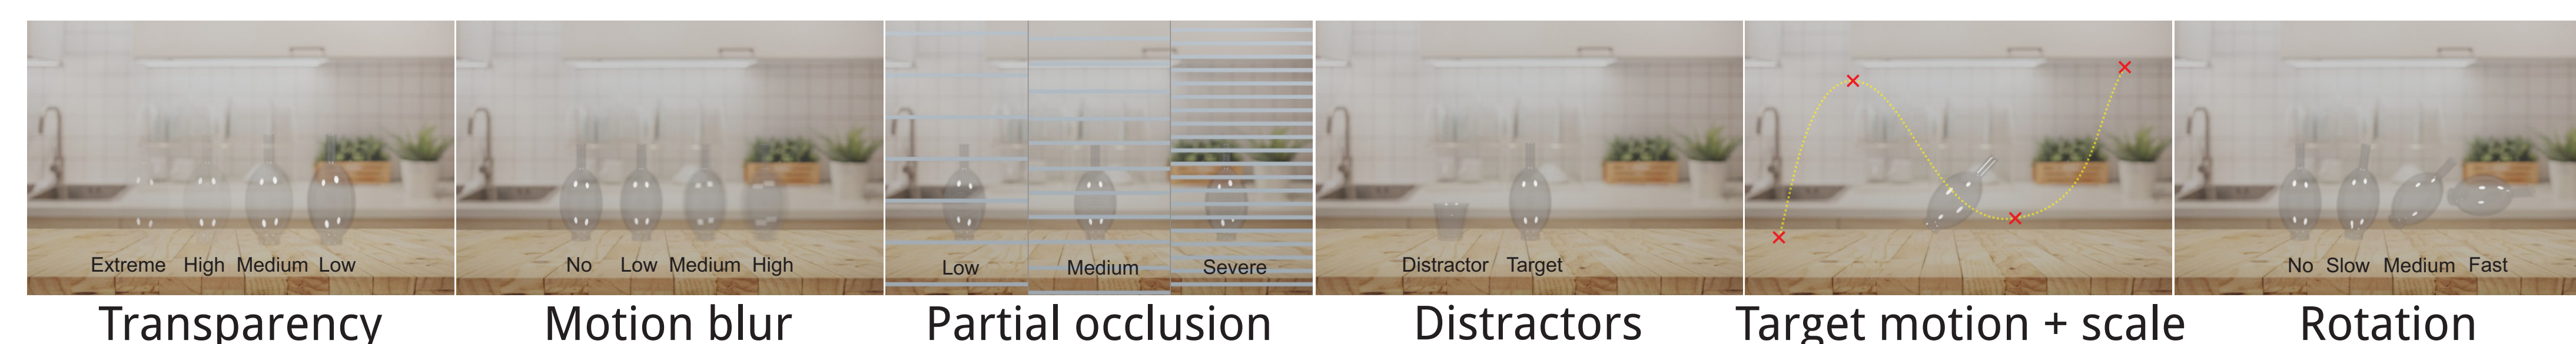 Extreme High Medium Low
No Low Medium High
Low Medium Severe
Distractor Target
No Slow Medium Fast
Transparency Motion blur Partial occlusion Distractors Target motion + scale Rotation